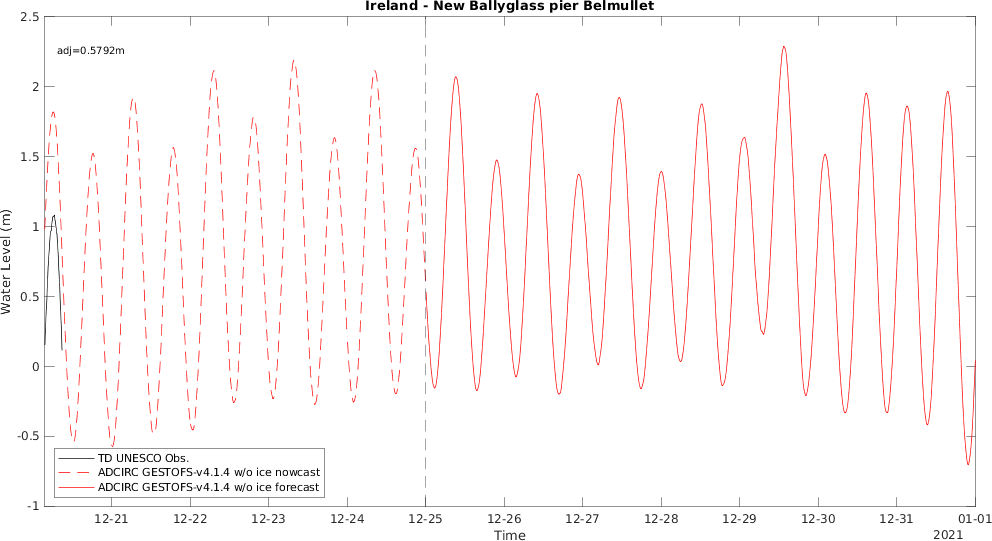 Ireland - New Ballyglass pier Belmullet
adj=0.5792m
2.5
2
1.5
1
0.5
0
-0.5
-1
Water Level (m)
TD UNESCO Obs.
ADCIRC GESTOFS-v4.1.4 w/o ice nowcast
ADCIRC GESTOFS-v4.1.4 w/o ice forecast
12-21 12-22 12-23 12-24 12-25 12-26 12-27 12-28 12-29 12-30 12-31 01-01
Time
2021